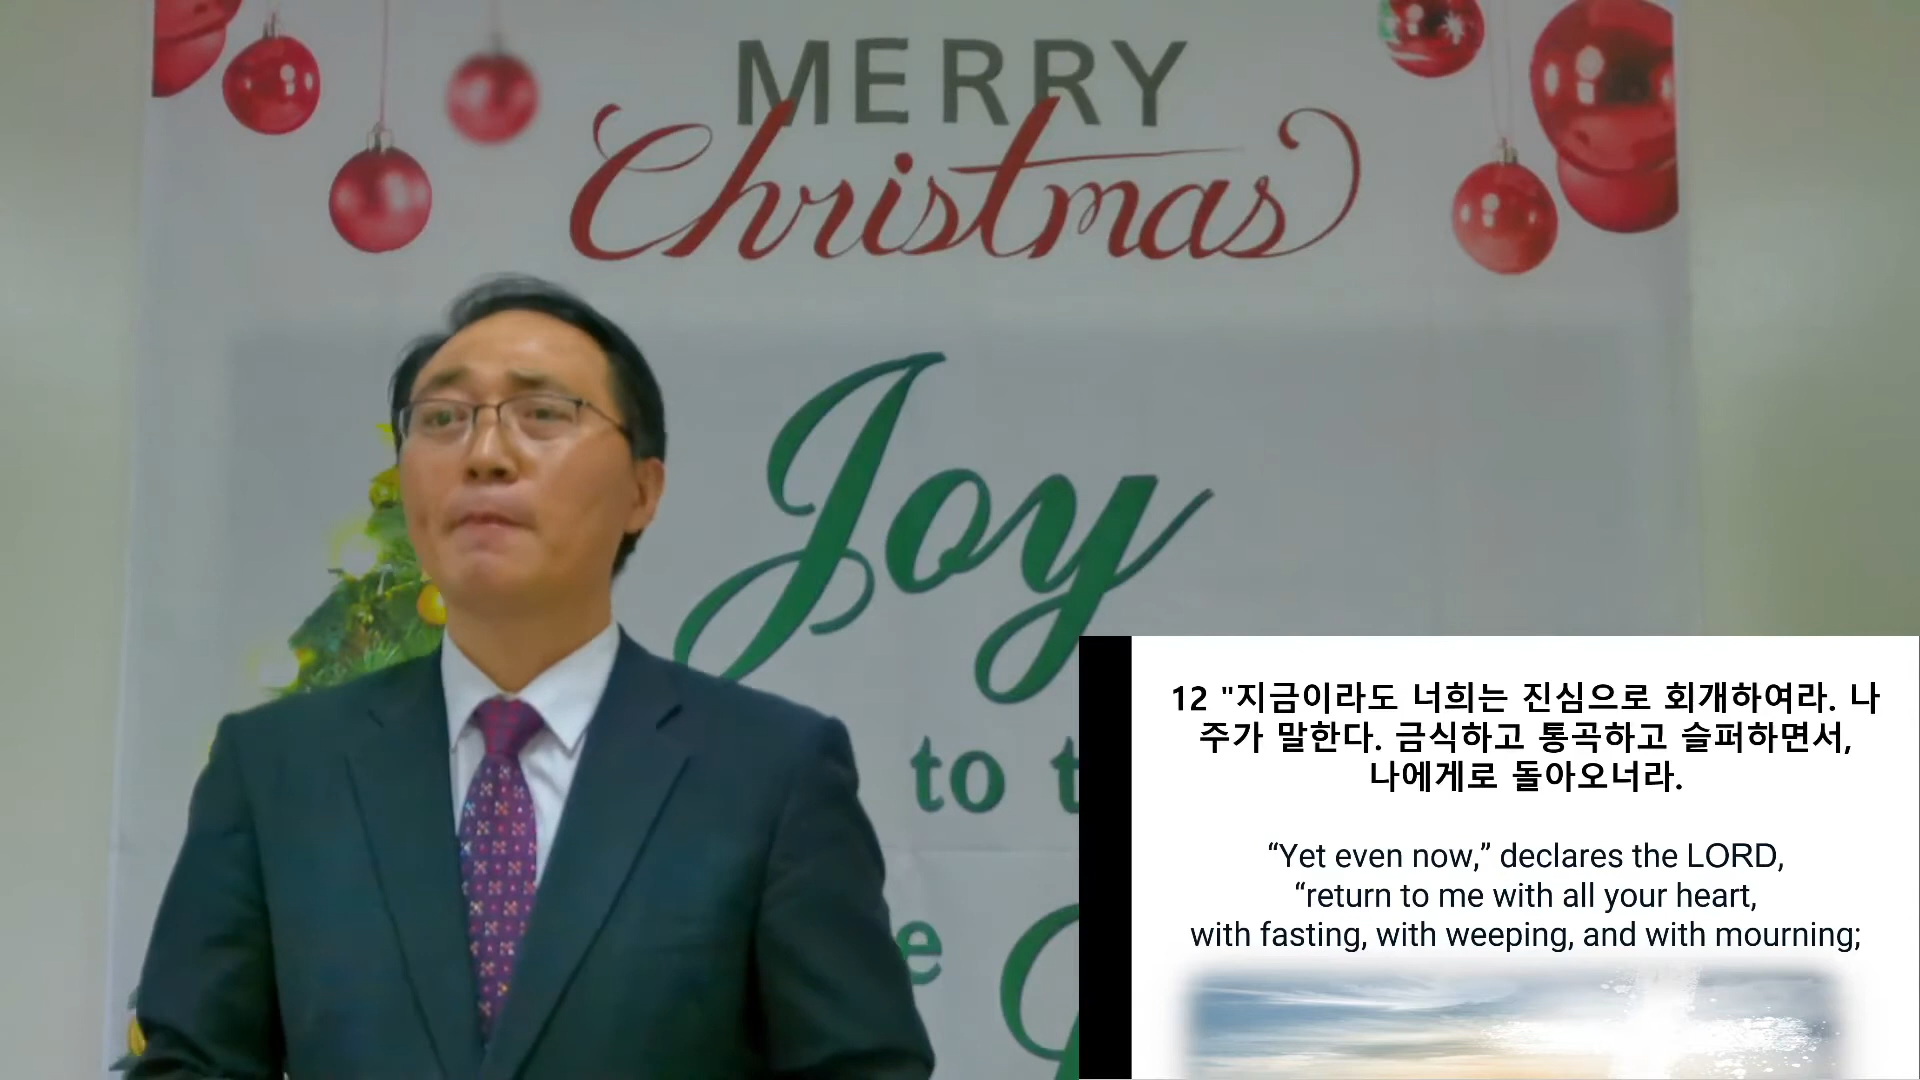 MERRY
Christmas
Joy
to t
e
12 "지금이라도 너희는 진심으로 회개하여라. 나
주가 말한다. 금식하고 통곡하고 슬퍼하면서,
나에게로 돌아오너라.
“Yet even now,” declares the LORD,
“return to me with all your heart,
with fasting, with weeping, and with mourning;